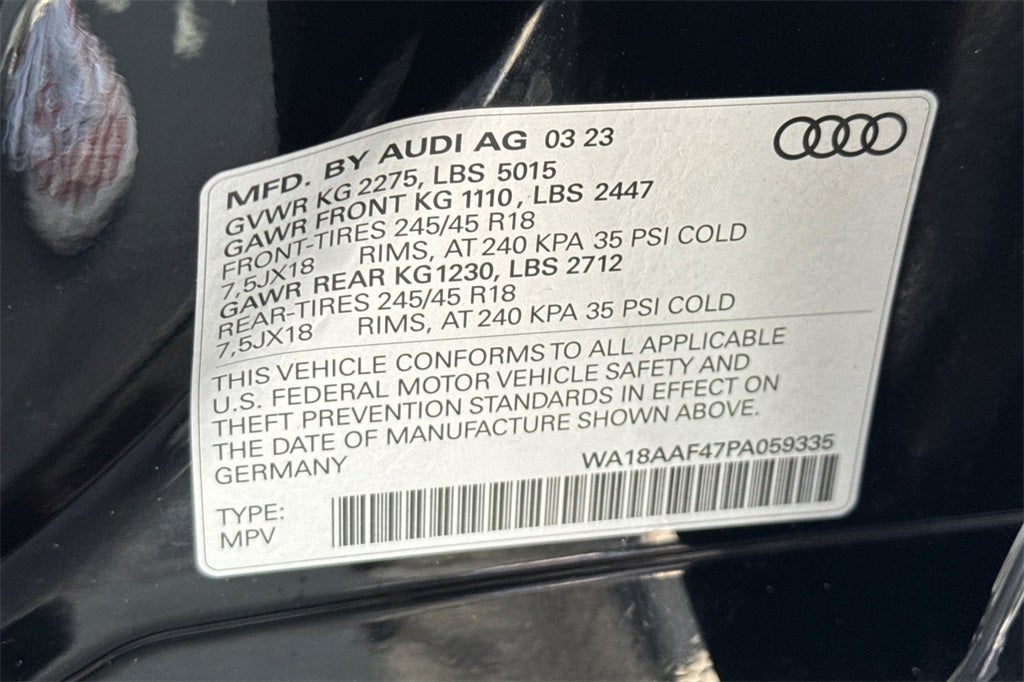 MFD. BY AUDI AG 03 23
GVWR KG 2275, LBS 5015
GAWR FRONT KG 1110, LBS 2447
FRONT-TIRES 245/45 R18
7,5JX18 RIMS, AT 240 KPA 35 PSI COLD
GAWR REAR KG1230, LBS 2712
REAR-TIRES 245/45 R18
7,5JX18 RIMS, AT 240 KPA 35 PSI COLD
THIS VEHICLE CONFORMS TO ALL APPLICABLE
U.S. FEDERAL MOTOR VEHICLE SAFETY AND
THEFT PREVENTION STANDARDS IN EFFECT ON
THE DATE OF MANUFACTURE SHOWN ABOVE.
GERMANY
WA18AAF47PA059335
TYPE:
MPV